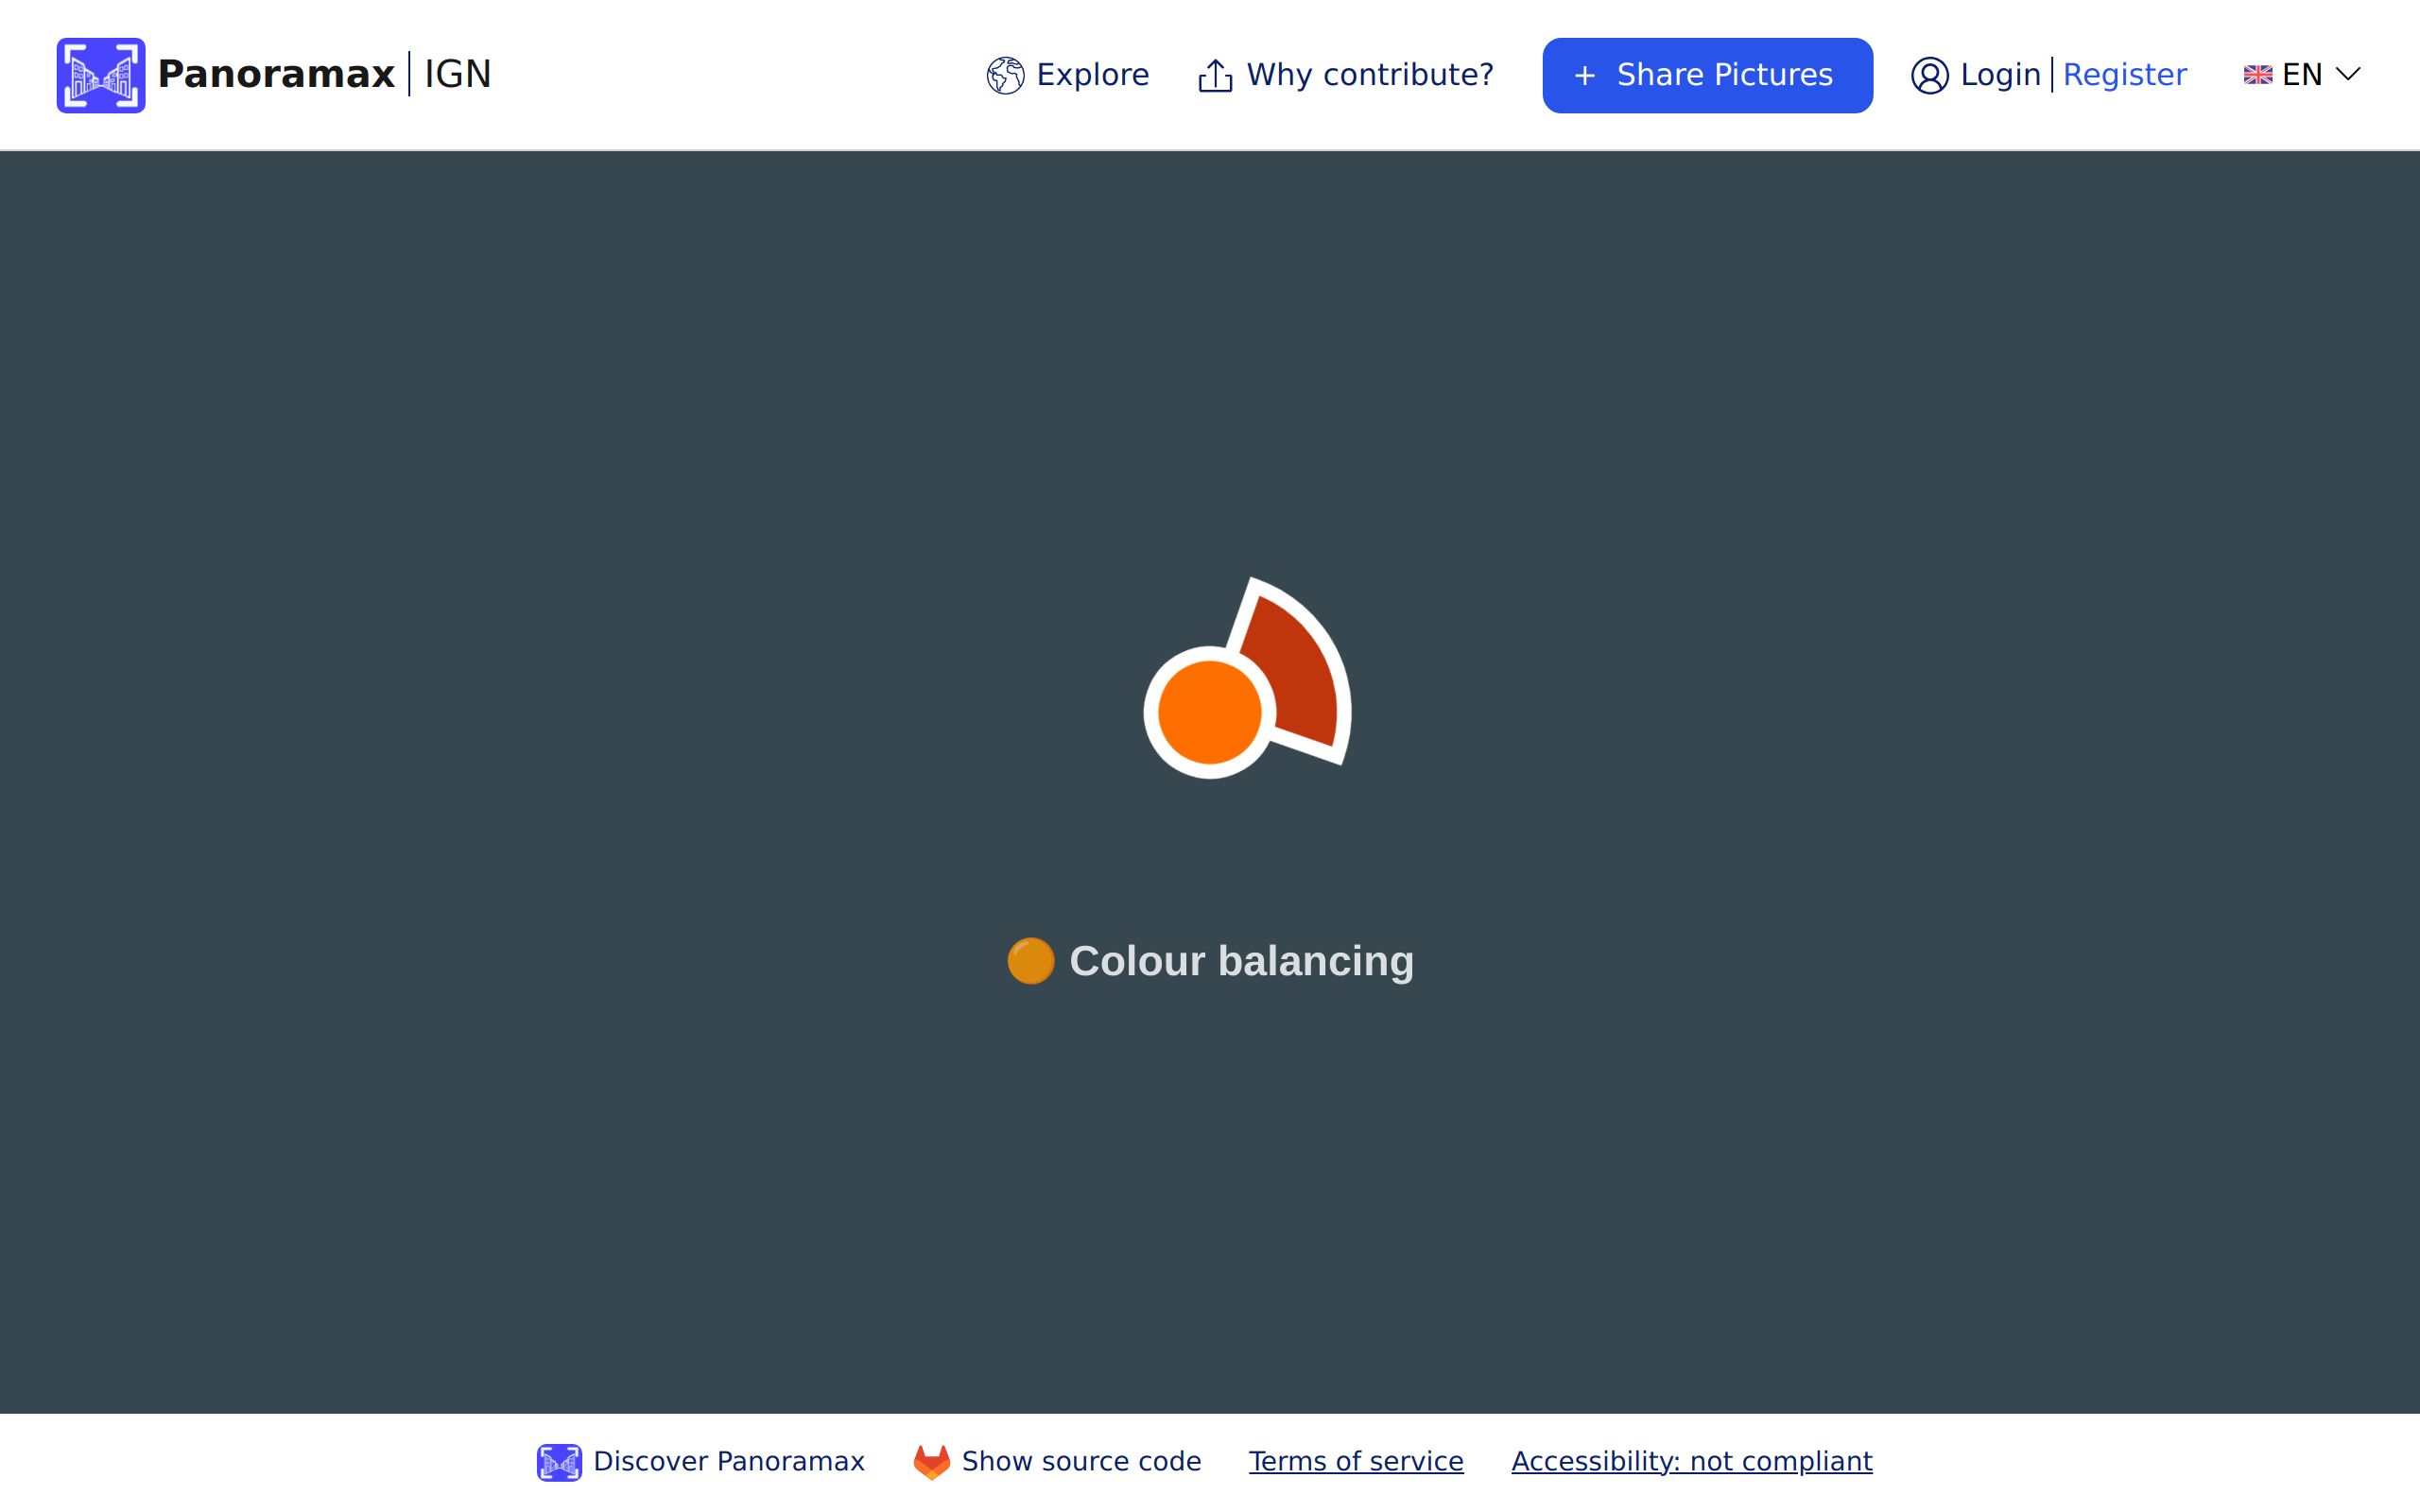 Panoramax IGN
Explore
Why contribute?
+ Share Pictures
Login
Register
EN
Colour balancing
Discover Panoramax
Show source code
Terms of service
Accessibility: not compliant